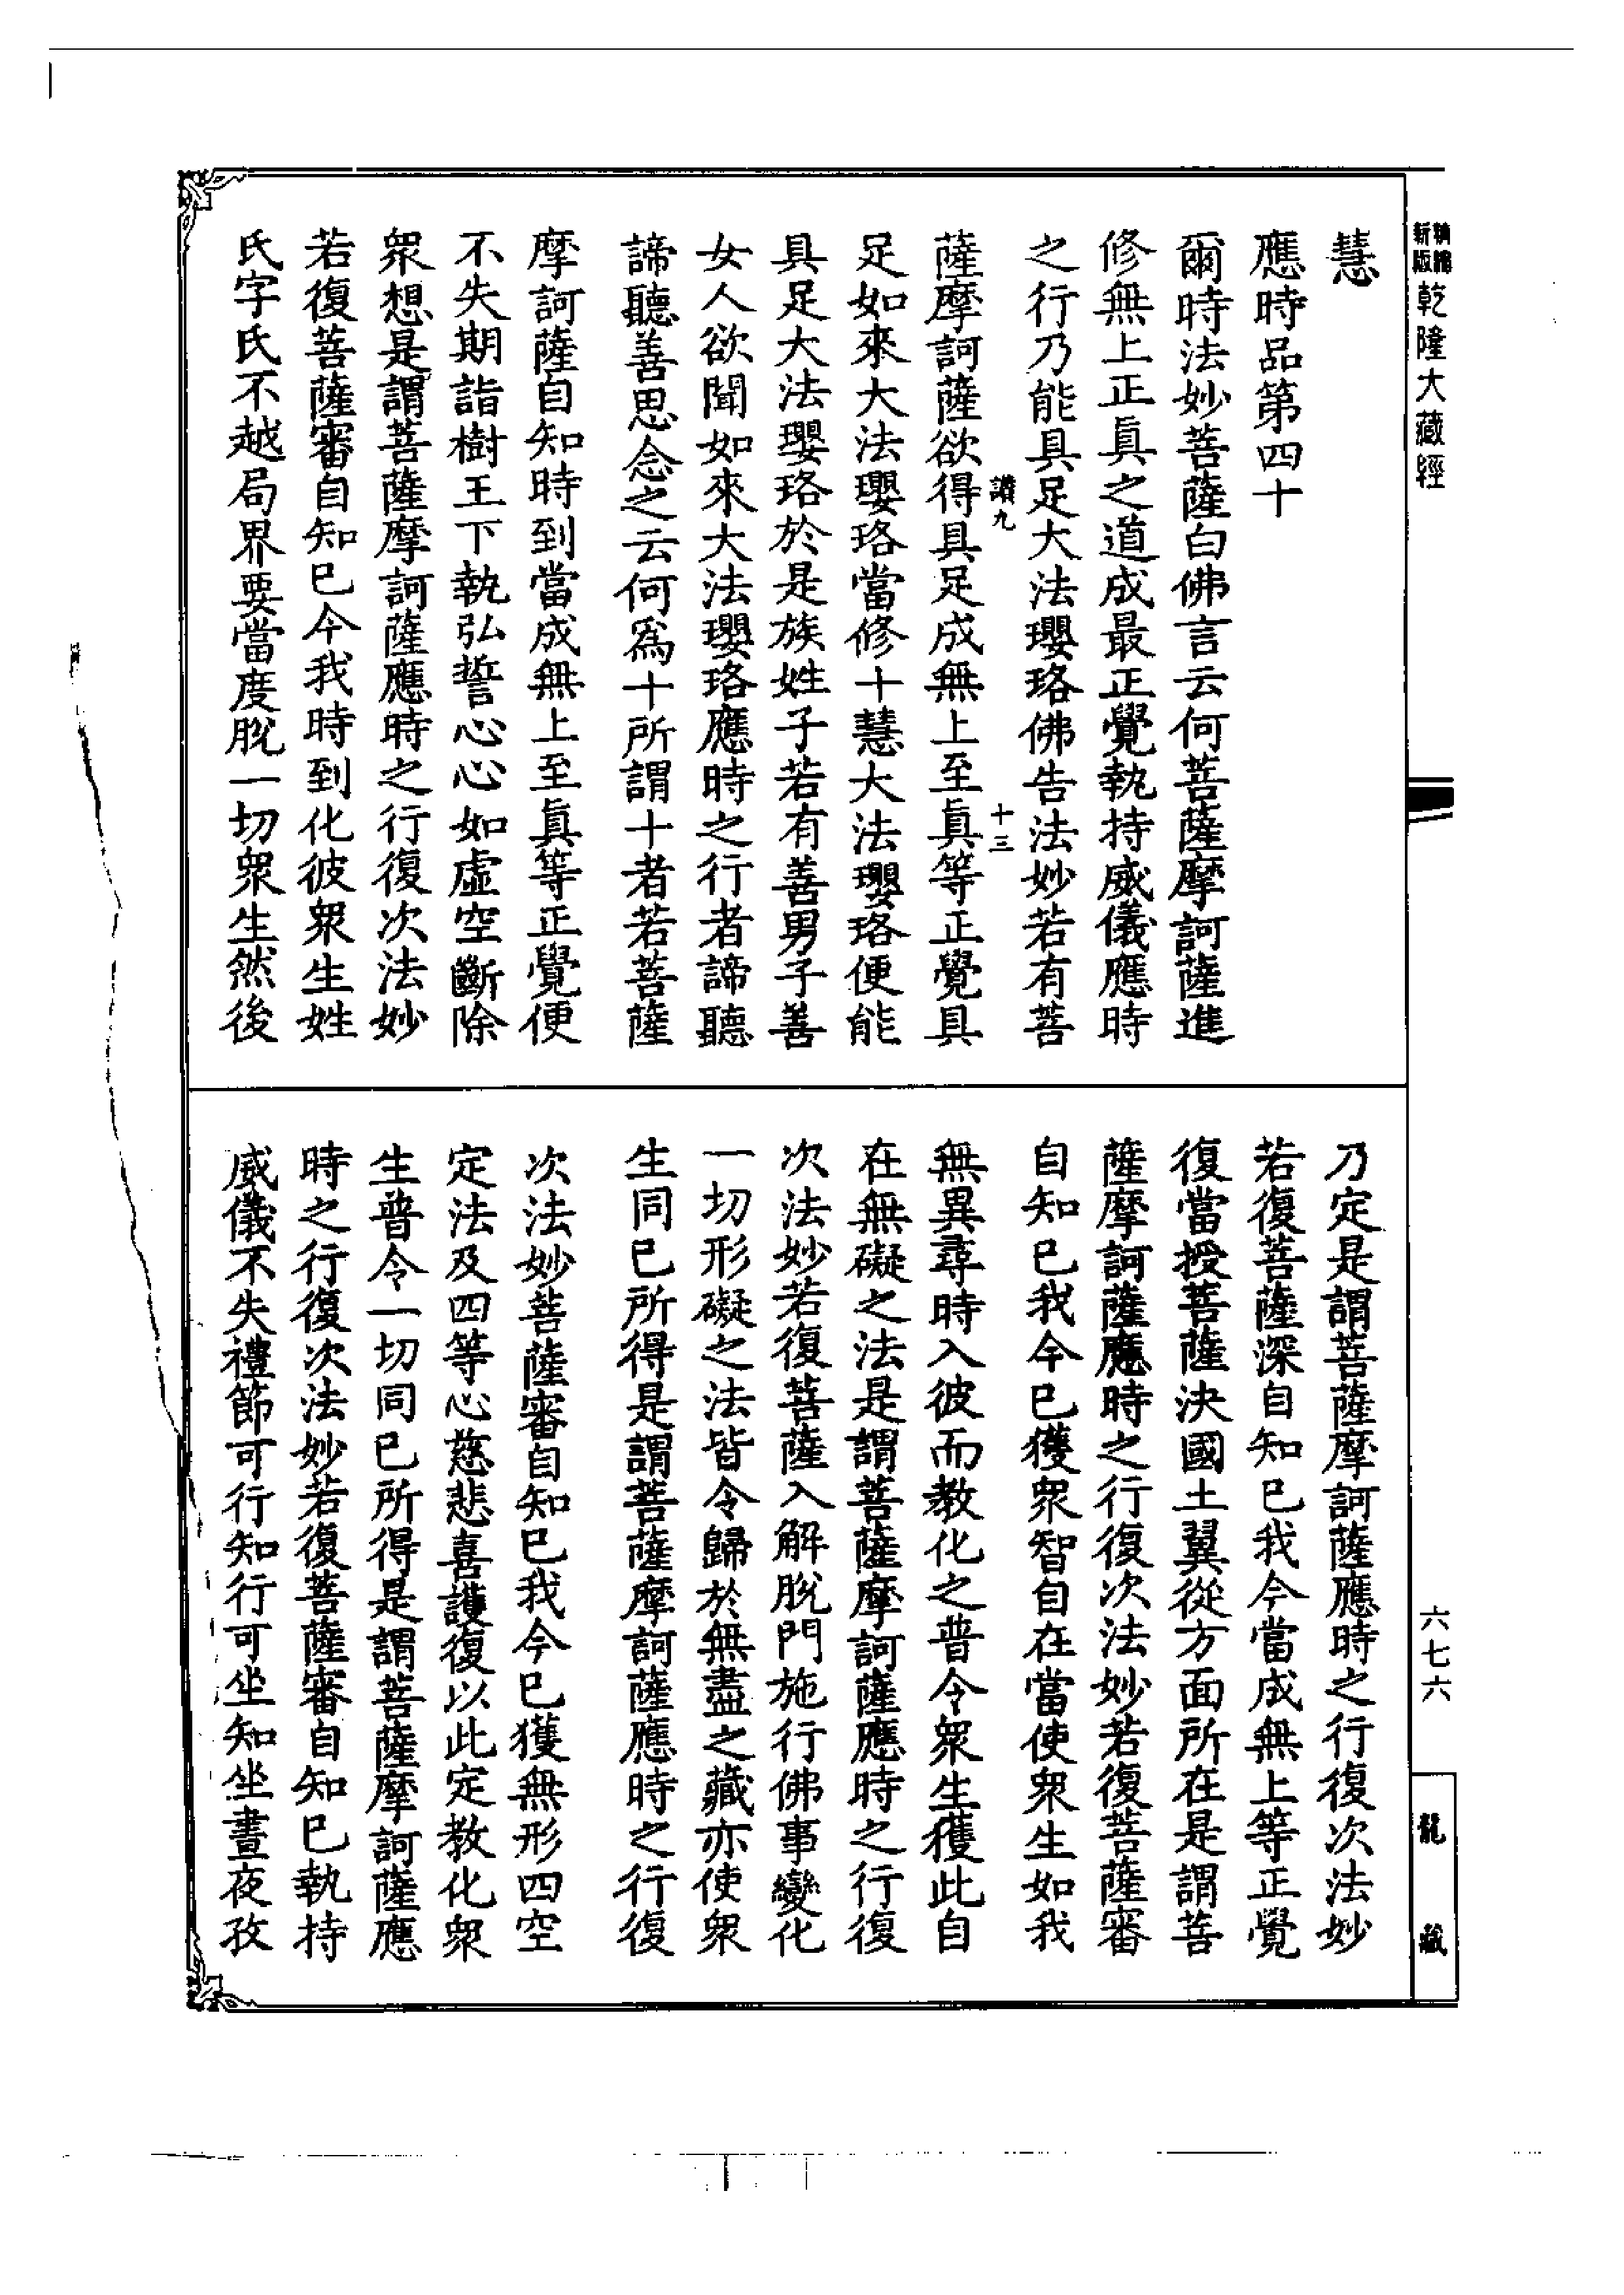 新編
新版
乾隆大藏經
慧
應時品第四十
爾時法妙菩薩白佛言云何菩薩摩訶薩進
修無上正眞之道成最正覺執持威儀應時
之行乃能具足大法瓔珞佛告法妙若有菩
讃九
十三
薩摩訶薩欲得具足成無上至眞等正覺具
足如來大法瓔珞當修十慧大法瓔珞便能
具足大法瓔珞於是族姓子若有善男子善
女人欲聞如來大法瓔珞應時之行者諦聽
諦聽善思念之云何爲十所謂十者若菩薩
摩訶薩自知時到當成無上至眞等正覺便
不失期詣樹王下執弘誓心心如虛空斷除
眾想是謂菩薩摩訶薩應時之行復次法妙
若復菩薩審自知巳今我時到化彼眾生姓
氏字氏不越局界要當度脫一切眾生然後
乃定是謂菩薩摩訶薩應時之行復次法妙
若復菩薩深自知巳我今當成無上等正覺
復當授菩薩決國土翼從方面所在是謂菩
薩摩訶薩應時之行復次法妙若復菩薩審
自知巳我今巳獲眾智自在當使眾生如我
無異尋時入彼而教化之普令眾生獲此自
在無礙之法是謂菩薩摩訶薩應時之行復
次法妙若復菩薩入解脫門施行佛事變化
一切形礙之法皆令歸於無盡之藏亦使眾
生同巳所得是謂菩薩摩訶薩應時之行復
次法妙菩薩審自知巳我今巳獲無形四空
定法及四等心慈悲喜護復以此定教化眾
生普令一切同巳所得是謂菩薩摩訶薩應
時之行復次法妙若復菩薩審自知巳執持
威儀不失禮節可行知行可坐知坐晝夜孜
六七六
龍藏